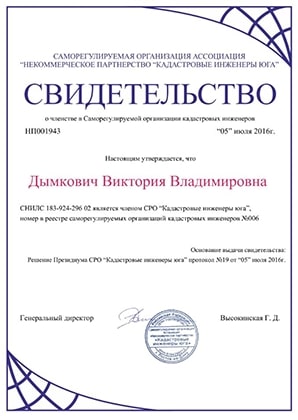 САМОРЕГУЛИРУЕМАЯ ОРГАНИЗАЦИЯ АССОЦИАЦИЯ
“НЕКОММЕРЧЕСКОЕ ПАРТНЕРСТВО “КАДАСТРОВЫЕ ИНЖЕНЕРЫ ЮГА”
СВИДЕТЕЛЬСТВО
о членстве в Саморегулируемой организации кадастровых инженеров
НП001943 “05” июля 2016г.
Настоящим утверждается, что
Дымкович Виктория Владимировна
СНИЛС 183-924-296 02 является членом СРО “Кадастровые инженеры юга”,
номер в реестре саморегулируемых организаций кадастровых инженеров №006
Основание выдачи свидетельства:
Решение Президиума СРО “Кадастровые инженеры юга” протокол №19 от “05” июля 2016г.
Генеральный директор Высокинская Г. Д.
КАДАСТРОВЫЕ
ИНЖЕНЕРЫ ЮГА